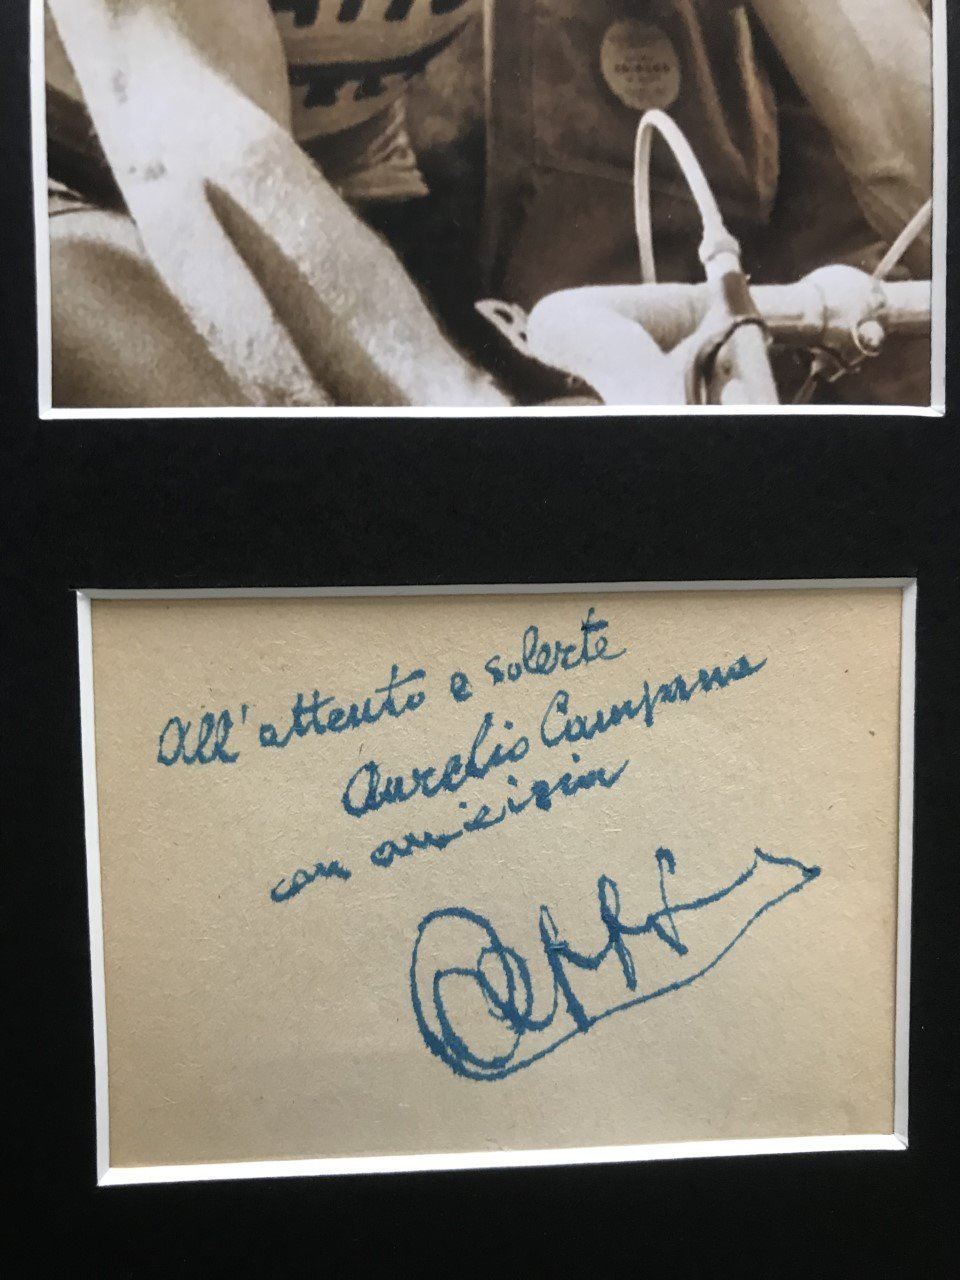 All'attento e solerte
Aurelio Campana
con amicizia